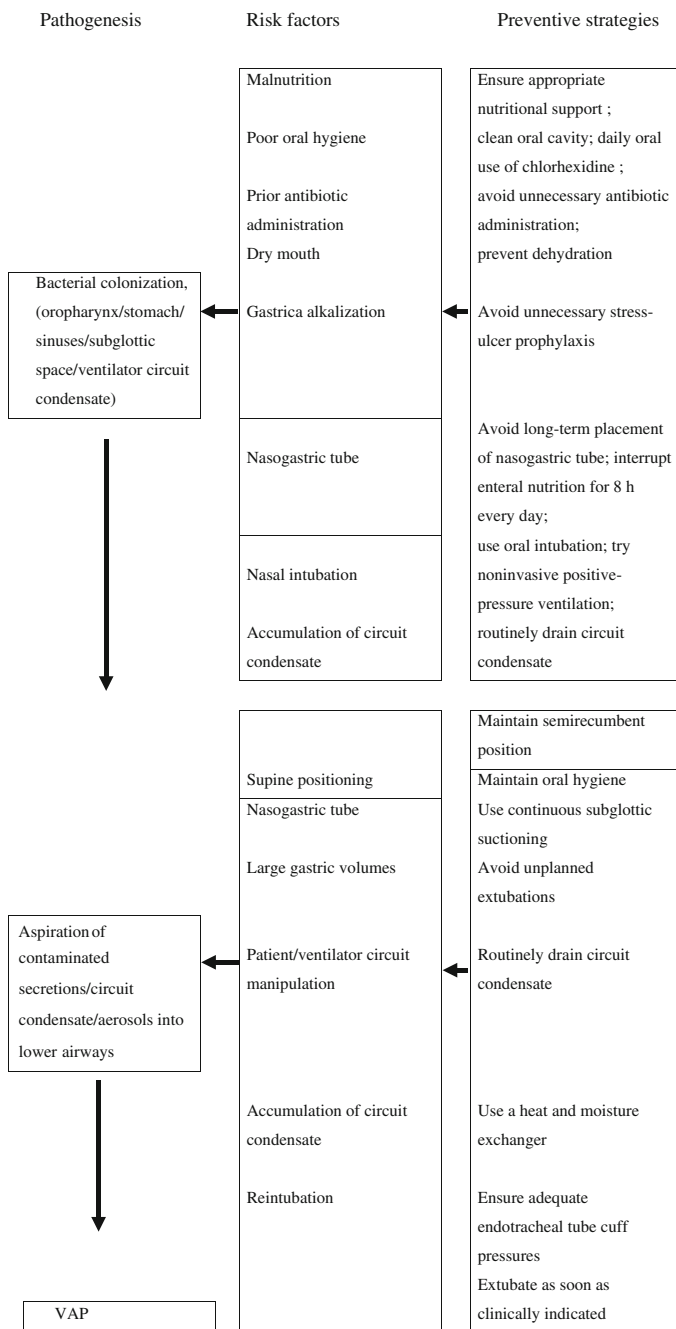 Pathogenesis
Risk factors
Preventive strategies
Malnutrition
Poor oral hygiene
Prior antibiotic
administration
Dry mouth
Gastrica alkalization
Ensure appropriate
nutritional support ;
clean oral cavity; daily oral
use of chlorhexidine ;
avoid unnecessary antibiotic
administration;
prevent dehydration
Avoid unnecessary stress-
ulcer prophylaxis
Bacterial colonization,
(oropharynx/stomach/
sinuses/subglottic
space/ventilator circuit
condensate)
Nasogastric tube
Nasal intubation
Accumulation of circuit
condensate
Avoid long-term placement
of nasogastric tube; interrupt
enteral nutrition for 8 h
every day;
use oral intubation; try
noninvasive positive-
pressure ventilation;
routinely drain circuit
condensate
Supine positioning
Nasogastric tube
Large gastric volumes
Patient/ventilator circuit
manipulation
Accumulation of circuit
condensate
Reintubation
Maintain semirecumbent
position
Maintain oral hygiene
Use continuous subglottic
suctioning
Avoid unplanned
extubations
Routinely drain circuit
condensate
Use a heat and moisture
exchanger
Ensure adequate
endotracheal tube cuff
pressures
Extubate as soon as
clinically indicated
Aspiration of
contaminated
secretions/circuit
condensate/aerosols into
lower airways
VAP